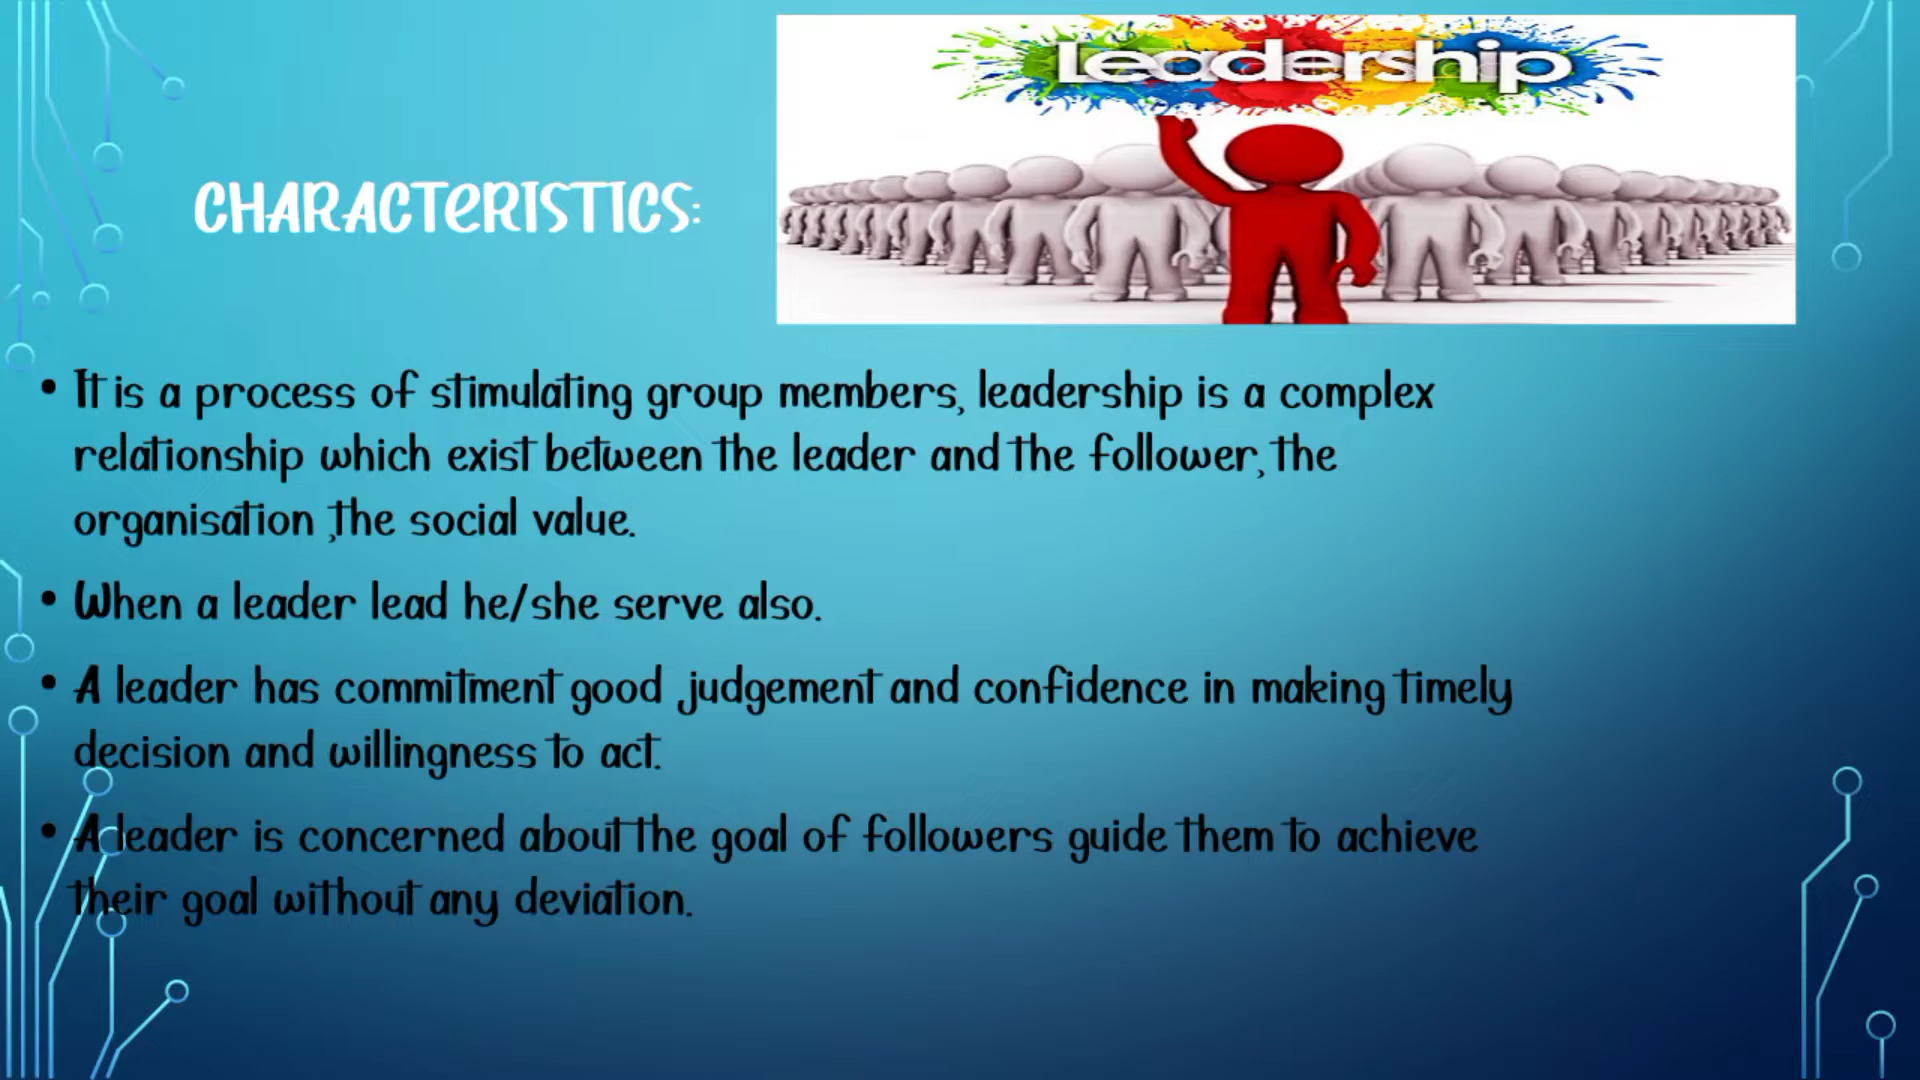 Leadership
CHARACTERISTICS:
• It is a process of stimulating group members, leadership is a complex
relationship which exist between the leader and the follower,the
organisation ,the social value.
• When a leader lead he/she serve also.
• A leader has commitment good ,judgement and confidence in making timely
decision and willingness to act.
• A leader is concerned about the goal of followers guide them to achieve
their goal without any deviation.